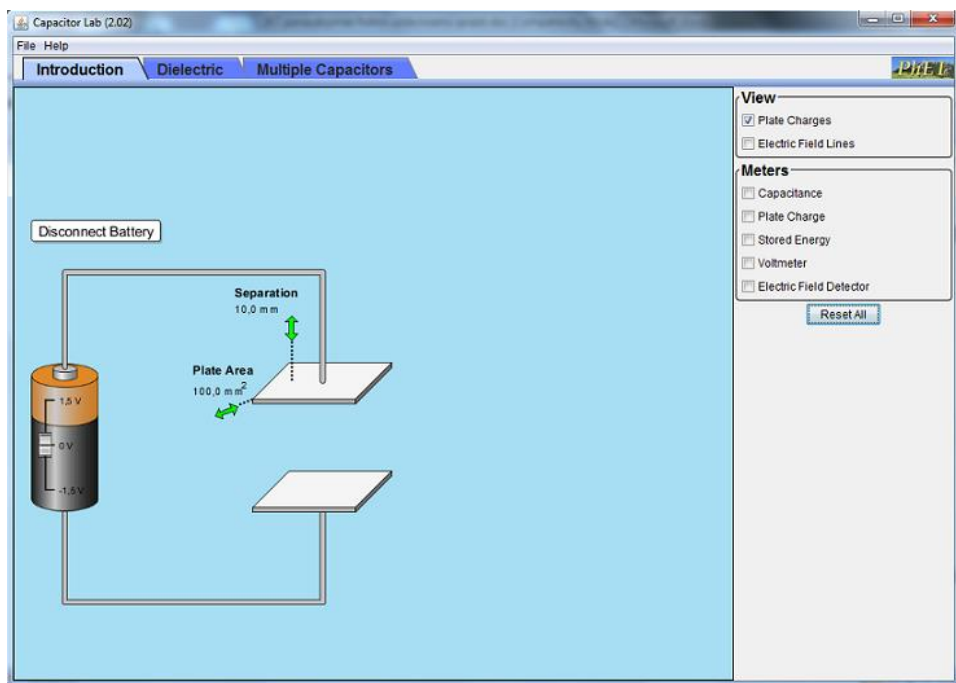 Capacitor Lab (2.02)
File Help
Introduction Dielectric Multiple Capacitors
PhET
View
Plate Charges
Electric Field Lines
Meters
Capacitance
Plate Charge
Stored Energy
Voltmeter
Electric Field Detector
Reset All
Disconnect Battery
Separation
10,0 mm
Plate Area
100,0 mm²
1,5 V
0 V
-1,5 V